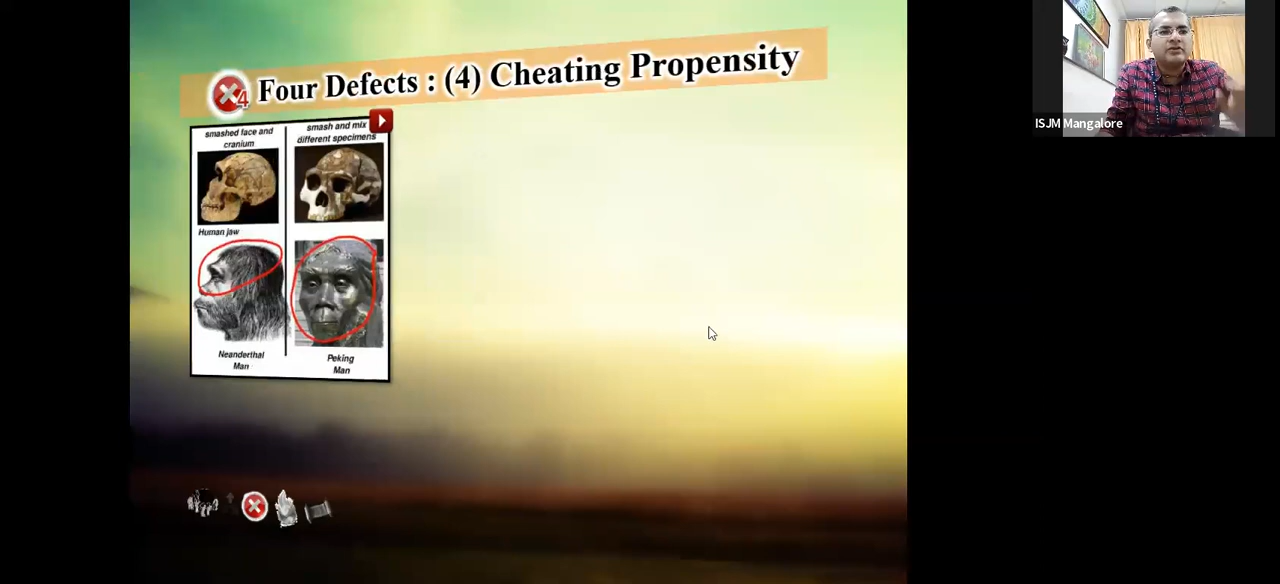 4 Four Defects : (4) Cheating Propensity
smashed face and
cranium
smash and mix
different specimens
Human jaw
Neanderthal
Man
Peking
Man
ISJM Mangalore